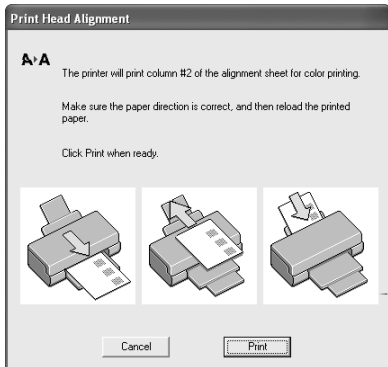 Print Head Alignment
A▸A
The printer will print column #2 of the alignment sheet for color printing.
Make sure the paper direction is correct, and then reload the printed
paper.
Click Print when ready.
Cancel
Print